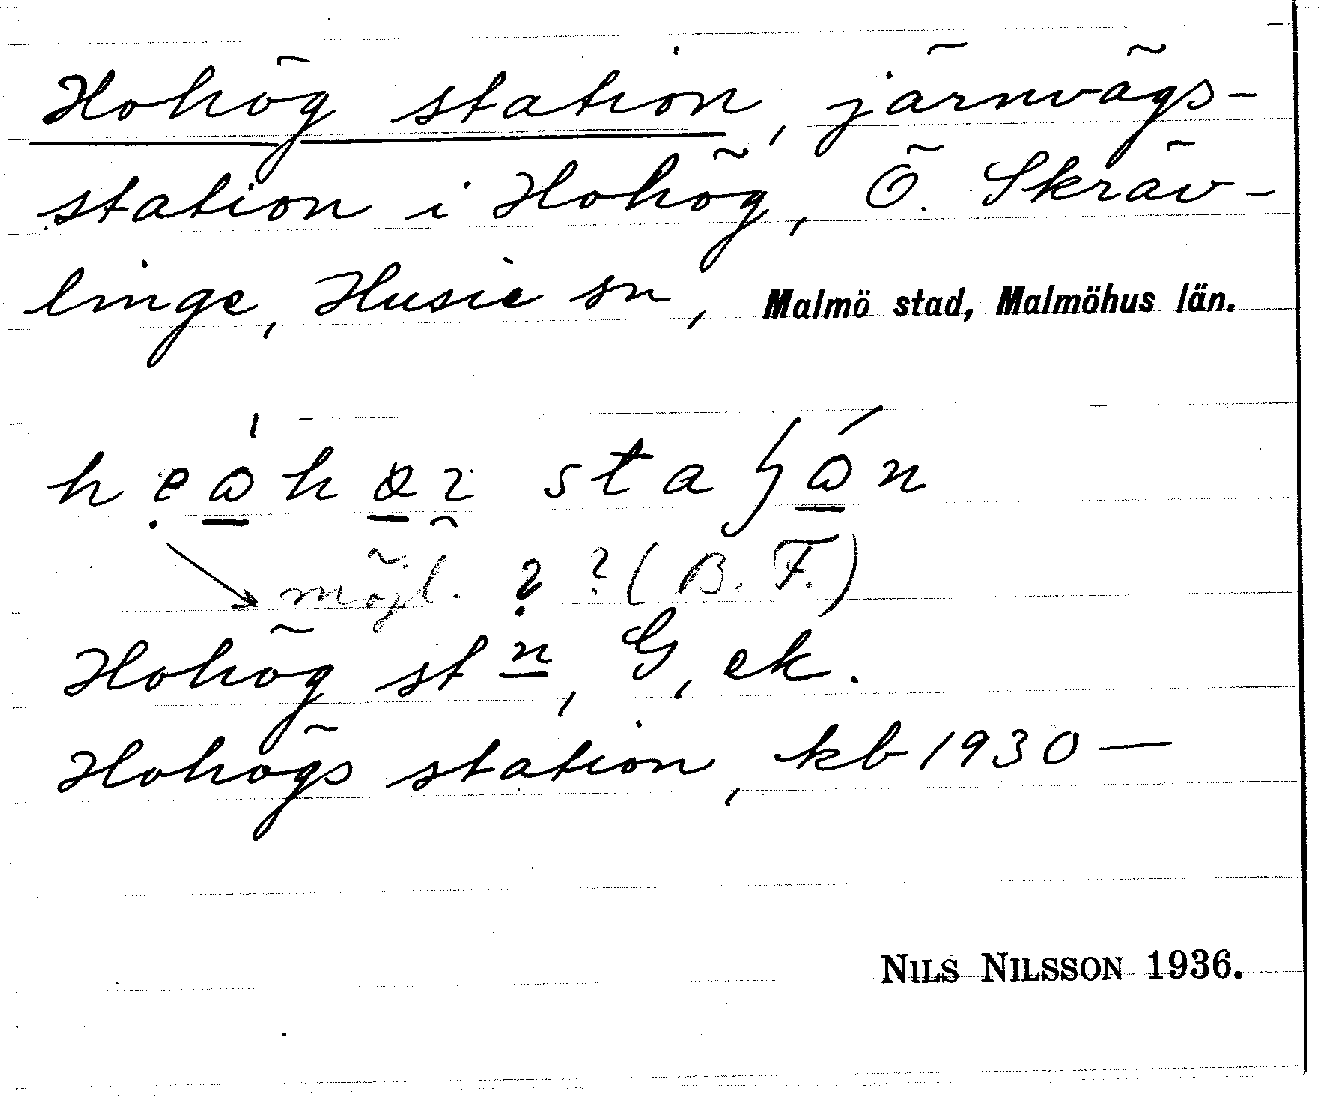 Hohög station, järnvägs-
station i Hohög, Ö. Skräv-
linge, Husie sn, Malmö stad, Malmöhus län.
möjl. ? ?(B. F.)
Hohög stn, G, ek.
Hohögs station, kb 1930—
NILS NILSSON 1936.